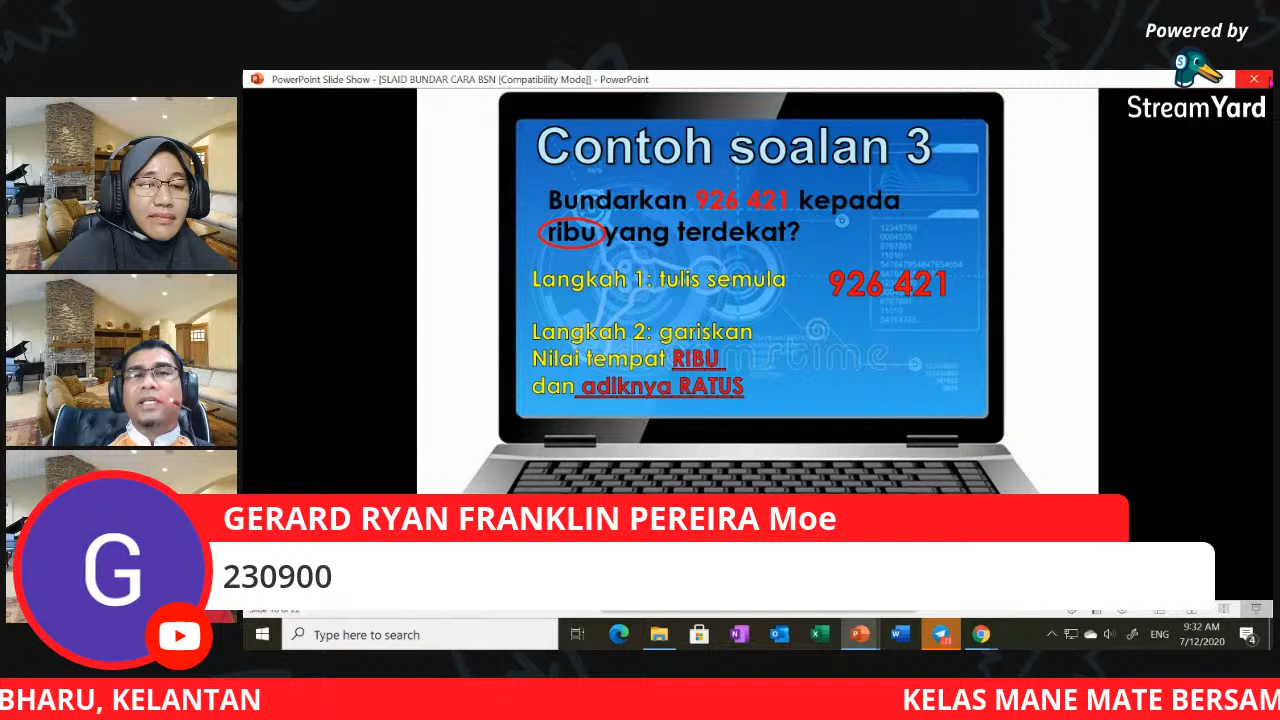 Powered by
StreamYard
PowerPoint Slide Show - [SLAID BUNDAR CARA BSN [Compatibility Mode]] - PowerPoint
Contoh soalan 3
Bundarkan 926 421 kepada
ribu yang terdekat?
Langkah 1: tulis semula
926 421
Langkah 2: gariskan
Nilai tempat RIBU
dan adiknya RATUS
GERARD RYAN FRANKLIN PEREIRA Moe
G
230900
Type here to search
ENG
9:32 AM
7/12/2020
BHARU, KELANTAN
KELAS MANE MATE BERSAM